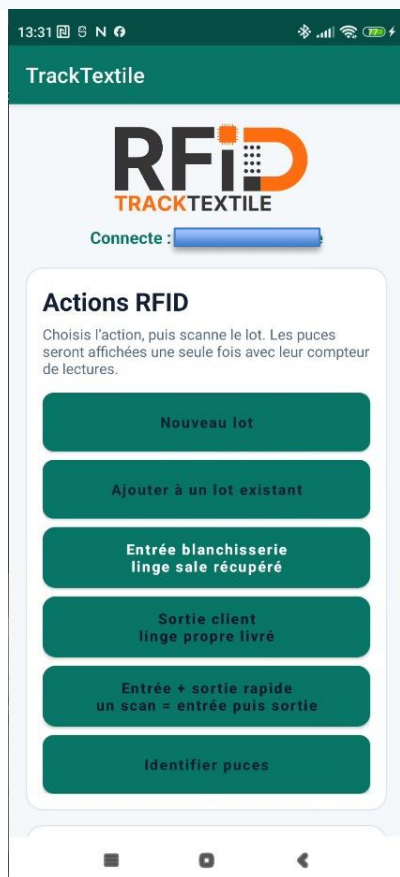 13:31
77
TrackTextile
RFiD
TRACKTEXTILE
Connecte :
Actions RFID
Choisis l'action, puis scanne le lot. Les puces
seront affichées une seule fois avec leur compteur
de lectures.
Nouveau lot
Ajouter à un lot existant
Entrée blanchisserie
linge sale récupéré
Sortie client
linge propre livré
Entrée + sortie rapide
un scan = entrée puis sortie
Identifier puces